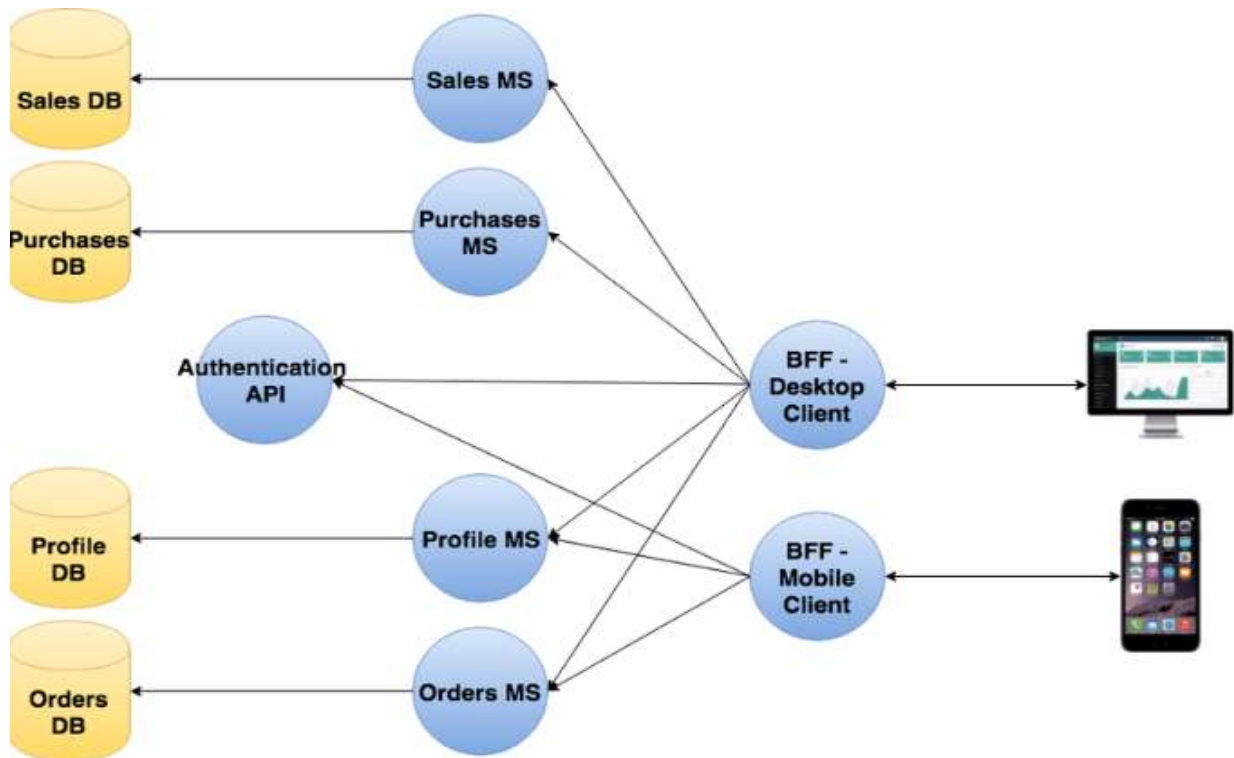 Sales DB
Sales MS
Purchases
DB
Purchases
MS
Authentication
API
BFF -
Desktop
Client
Profile
DB
Profile MS
BFF -
Mobile
Client
Orders
DB
Orders MS